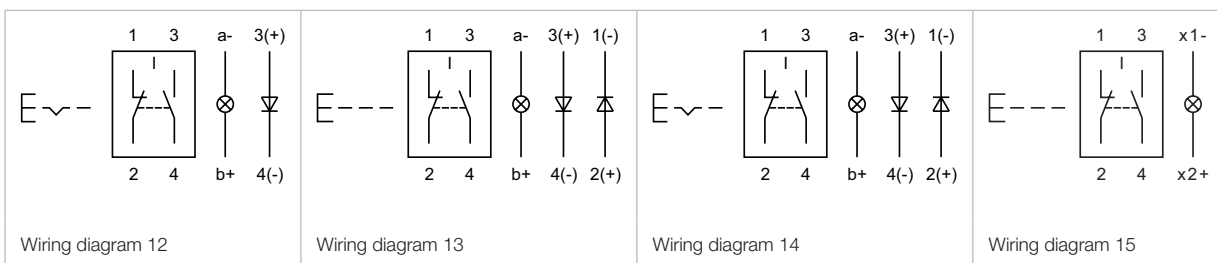 1 3 a- 3(+)
I
2 4 b+ 4(-)
Wiring diagram 12
1 3 a- 3(+) 1(-)
I
2 4 b+ 4(-) 2(+)
Wiring diagram 13
1 3 a- 3(+) 1(-)
I
2 4 b+ 4(-) 2(+)
Wiring diagram 14
1 3 x1-
I
2 4 x2+
Wiring diagram 15